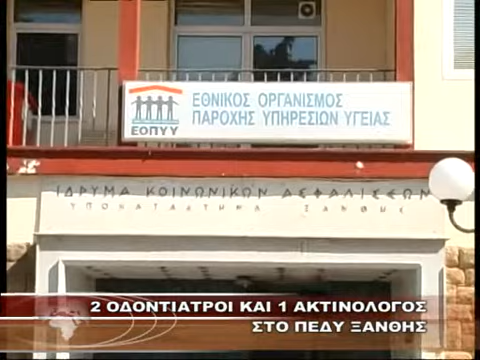 ΕΘΝΙΚΟΣ ΟΡΓΑΝΙΣΜΟΣ
ΠΑΡΟΧΗΣ ΥΠΗΡΕΣΙΩΝ ΥΓΕΙΑΣ
ΕΟΠΥΥ
ΙΔΡΥΜΑ ΚΟΙΝΩΝΙΚΩΝ ΑΣΦΑΛΙΣΕΩΝ
ΥΠΟΚΑΤΑΣΤΗΜΑ ΞΑΝΘΗΣ
2 ΟΔΟΝΤΙΑΤΡΟΙ ΚΑΙ 1 ΑΚΤΙΝΟΛΟΓΟΣ
ΣΤΟ ΠΕΔΥ ΞΑΝΘΗΣ